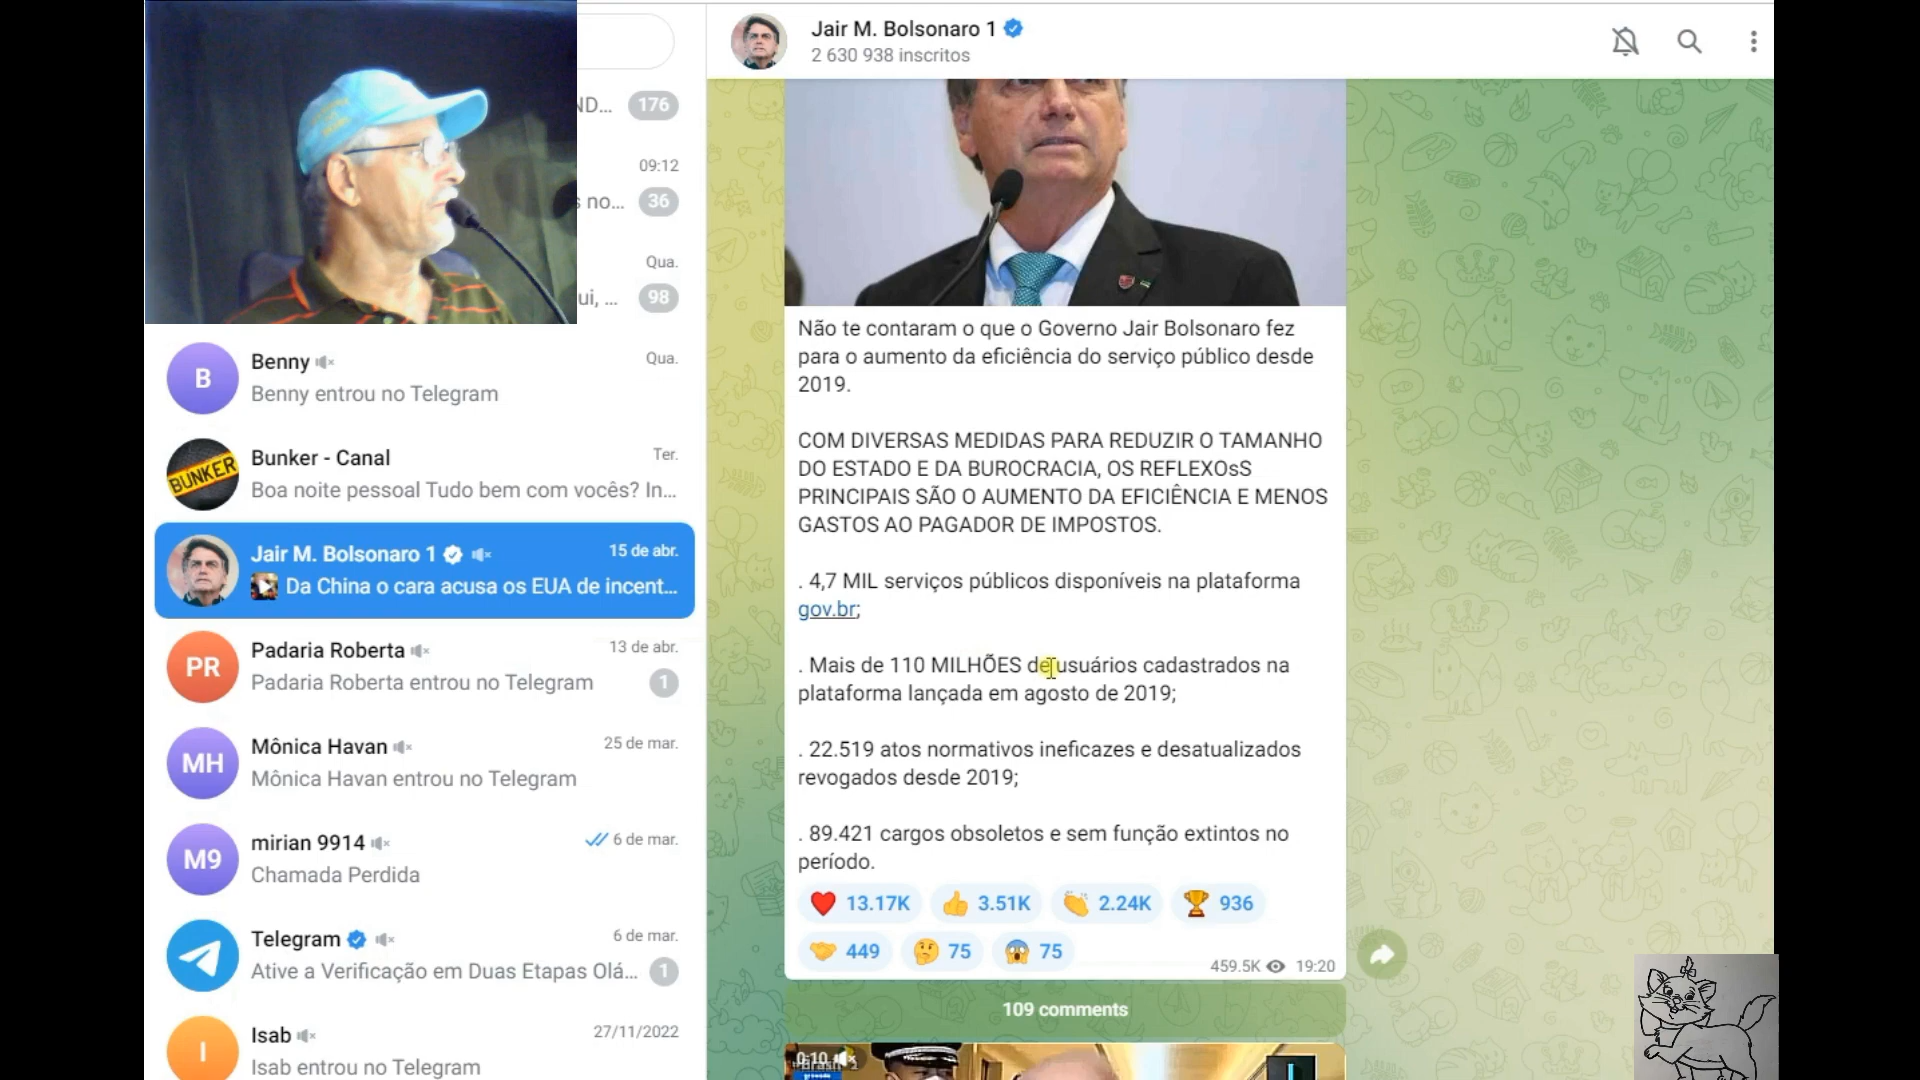 ND... 176
09:12
s no... 36
Qua.
ui, ... 98
B
Benny
Qua.
Benny entrou no Telegram
BUNKER
Bunker - Canal
Ter.
Boa noite pessoal Tudo bem com vocês? In...
Jair M. Bolsonaro 1
15 de abr.
Da China o cara acusa os EUA de incent...
PR
Padaria Roberta
13 de abr.
Padaria Roberta entrou no Telegram
1
MH
Mônica Havan
25 de mar.
Mônica Havan entrou no Telegram
M9
mirian 9914
6 de mar.
Chamada Perdida
Telegram
6 de mar.
Ative a Verificação em Duas Etapas Olá...
1
I
Isab
27/11/2022
Isab entrou no Telegram
Jair M. Bolsonaro 1
2 630 938 inscritos
Não te contaram o que o Governo Jair Bolsonaro fez
para o aumento da eficiência do serviço público desde
2019.
COM DIVERSAS MEDIDAS PARA REDUZIR O TAMANHO
DO ESTADO E DA BUROCRACIA, OS REFLEXOsS
PRINCIPAIS SÃO O AUMENTO DA EFICIÊNCIA E MENOS
GASTOS AO PAGADOR DE IMPOSTOS.
. 4,7 MIL serviços públicos disponíveis na plataforma
gov.br;
. Mais de 110 MILHÕES de usuários cadastrados na
plataforma lançada em agosto de 2019;
. 22.519 atos normativos ineficazes e desatualizados
revogados desde 2019;
. 89.421 cargos obsoletos e sem função extintos no
período.
13.17K 3.51K 2.24K 936
449 75 75
459.5K 19:20
109 comments
0:10